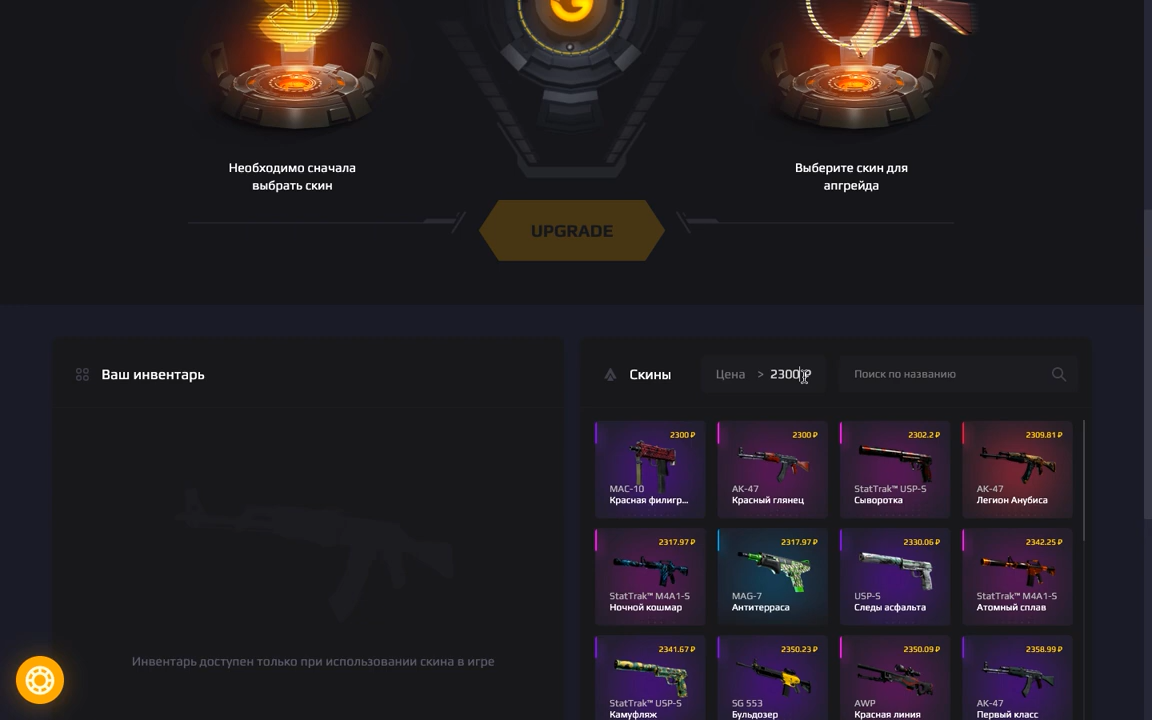 Необходимо сначала
выбрать скин
Выберите скин для
апгрейда
UPGRADE
Ваш инвентарь
Скины
Цена > 2300 ₽
Поиск по названию
2300 ₽
MAC-10
Красная филигр...
2300 ₽
AK-47
Красный глянец
2302.2 ₽
StatTrak™ USP-S
Сыворотка
2309.81 ₽
AK-47
Легион Анубиса
2317.97 ₽
StatTrak™ M4A1-S
Ночной кошмар
2317.97 ₽
MAG-7
Антитерраса
2330.06 ₽
USP-S
Следы асфальта
2342.25 ₽
StatTrak™ M4A1-S
Атомный сплав
2341.67 ₽
StatTrak™ USP-S
Камуфляж
2350.23 ₽
SG 553
Бульдозер
2350.09 ₽
AWP
Красная линия
2358.99 ₽
AK-47
Первый класс
Инвентарь доступен только при использовании скина в игре